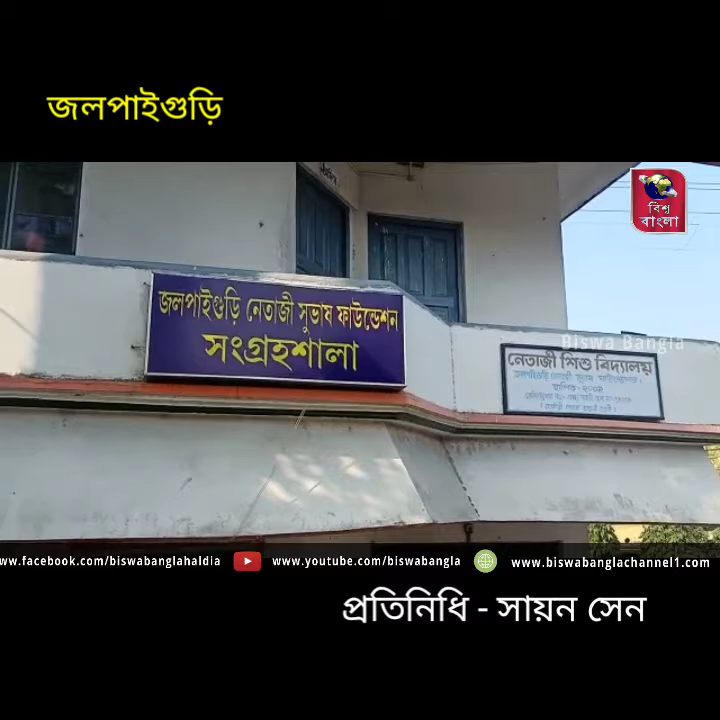 জলপাইগুড়ি
বিশ্ব
বাংলা
Biswa Bangla
জলপাইগুড়ি নেতাজী সুভাষ ফাউন্ডেশন
সংগ্রহশালা
নেতাজী শিশু বিদ্যালয়
স্থাপিত - ২০০২
www.facebook.com/biswabanglahaldia www.youtube.com/biswabangla www.biswabanglachannel1.com
প্রতিনিধি - সায়ন সেন